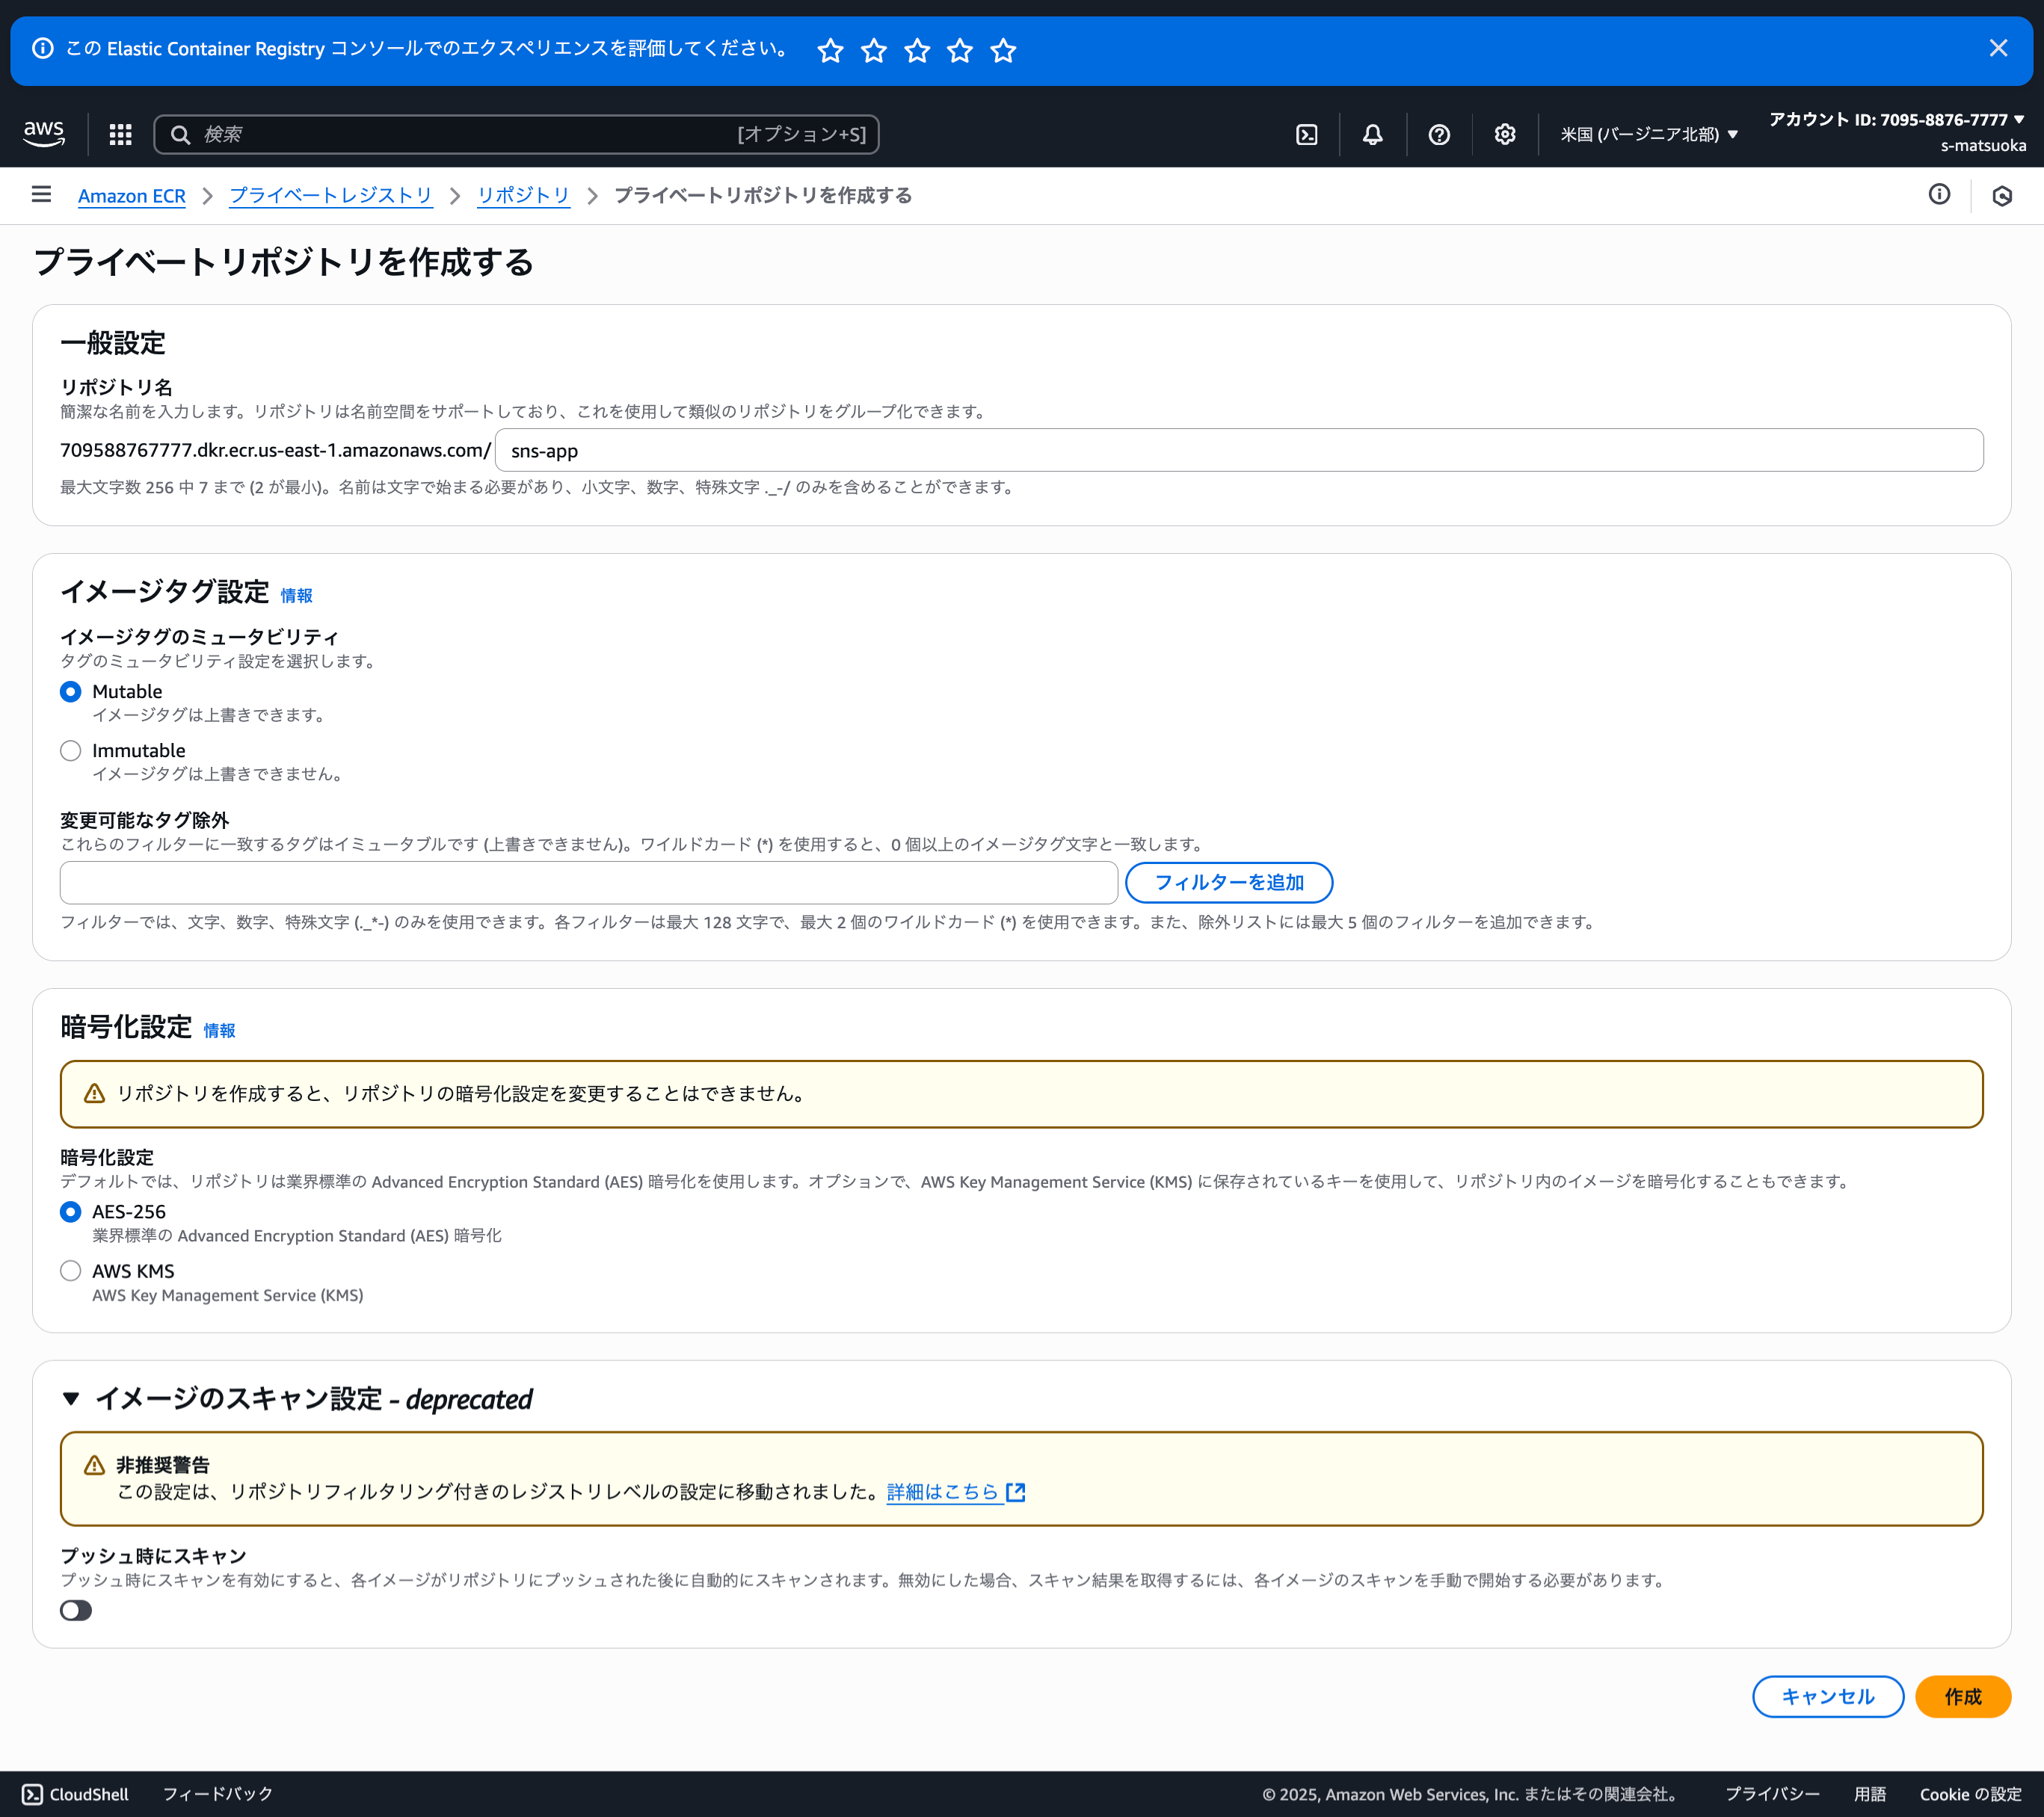 この Elastic Container Registry コンソールでのエクスペリエンスを評価してください。
aws
検索 [オプション+S]
米国 (バージニア北部) ▼
アカウント ID: 7095-8876-7777 ▼
s-matsuoka
Amazon ECR > プライベートレジストリ > リポジトリ > プライベートリポジトリを作成する
プライベートリポジトリを作成する
一般設定
リポジトリ名
簡潔な名前を入力します。リポジトリは名前空間をサポートしており、これを使用して類似のリポジトリをグループ化できます。
709588767777.dkr.ecr.us-east-1.amazonaws.com/ sns-app
最大文字数 256 中 7 まで (2 が最小)。名前は文字で始まる必要があり、小文字、数字、特殊文字 ._-/ のみを含めることができます。
イメージタグ設定 情報
イメージタグのミュータビリティ
タグのミュータビリティ設定を選択します。
Mutable
イメージタグは上書きできます。
Immutable
イメージタグは上書きできません。
変更可能なタグ除外
これらのフィルターに一致するタグはイミュータブルです (上書きできません)。ワイルドカード (*) を使用すると、0 個以上のイメージタグ文字と一致します。
フィルターを追加
フィルターでは、文字、数字、特殊文字 (._*-) のみを使用できます。各フィルターは最大 128 文字で、最大 2 個のワイルドカード (*) を使用できます。また、除外リストには最大 5 個のフィルターを追加できます。
暗号化設定 情報
リポジトリを作成すると、リポジトリの暗号化設定を変更することはできません。
暗号化設定
デフォルトでは、リポジトリは業界標準の Advanced Encryption Standard (AES) 暗号化を使用します。オプションで、AWS Key Management Service (KMS) に保存されているキーを使用して、リポジトリ内のイメージを暗号化することもできます。
AES-256
業界標準の Advanced Encryption Standard (AES) 暗号化
AWS KMS
AWS Key Management Service (KMS)
▼ イメージのスキャン設定 - deprecated
非推奨警告
この設定は、リポジトリフィルタリング付きのレジストリレベルの設定に移動されました。詳細はこちら
プッシュ時にスキャン
プッシュ時にスキャンを有効にすると、各イメージがリポジトリにプッシュされた後に自動的にスキャンされます。無効にした場合、スキャン結果を取得するには、各イメージのスキャンを手動で開始する必要があります。
キャンセル 作成
CloudShell フィードバック © 2025, Amazon Web Services, Inc. またはその関連会社。 プライバシー 用語 Cookie の設定